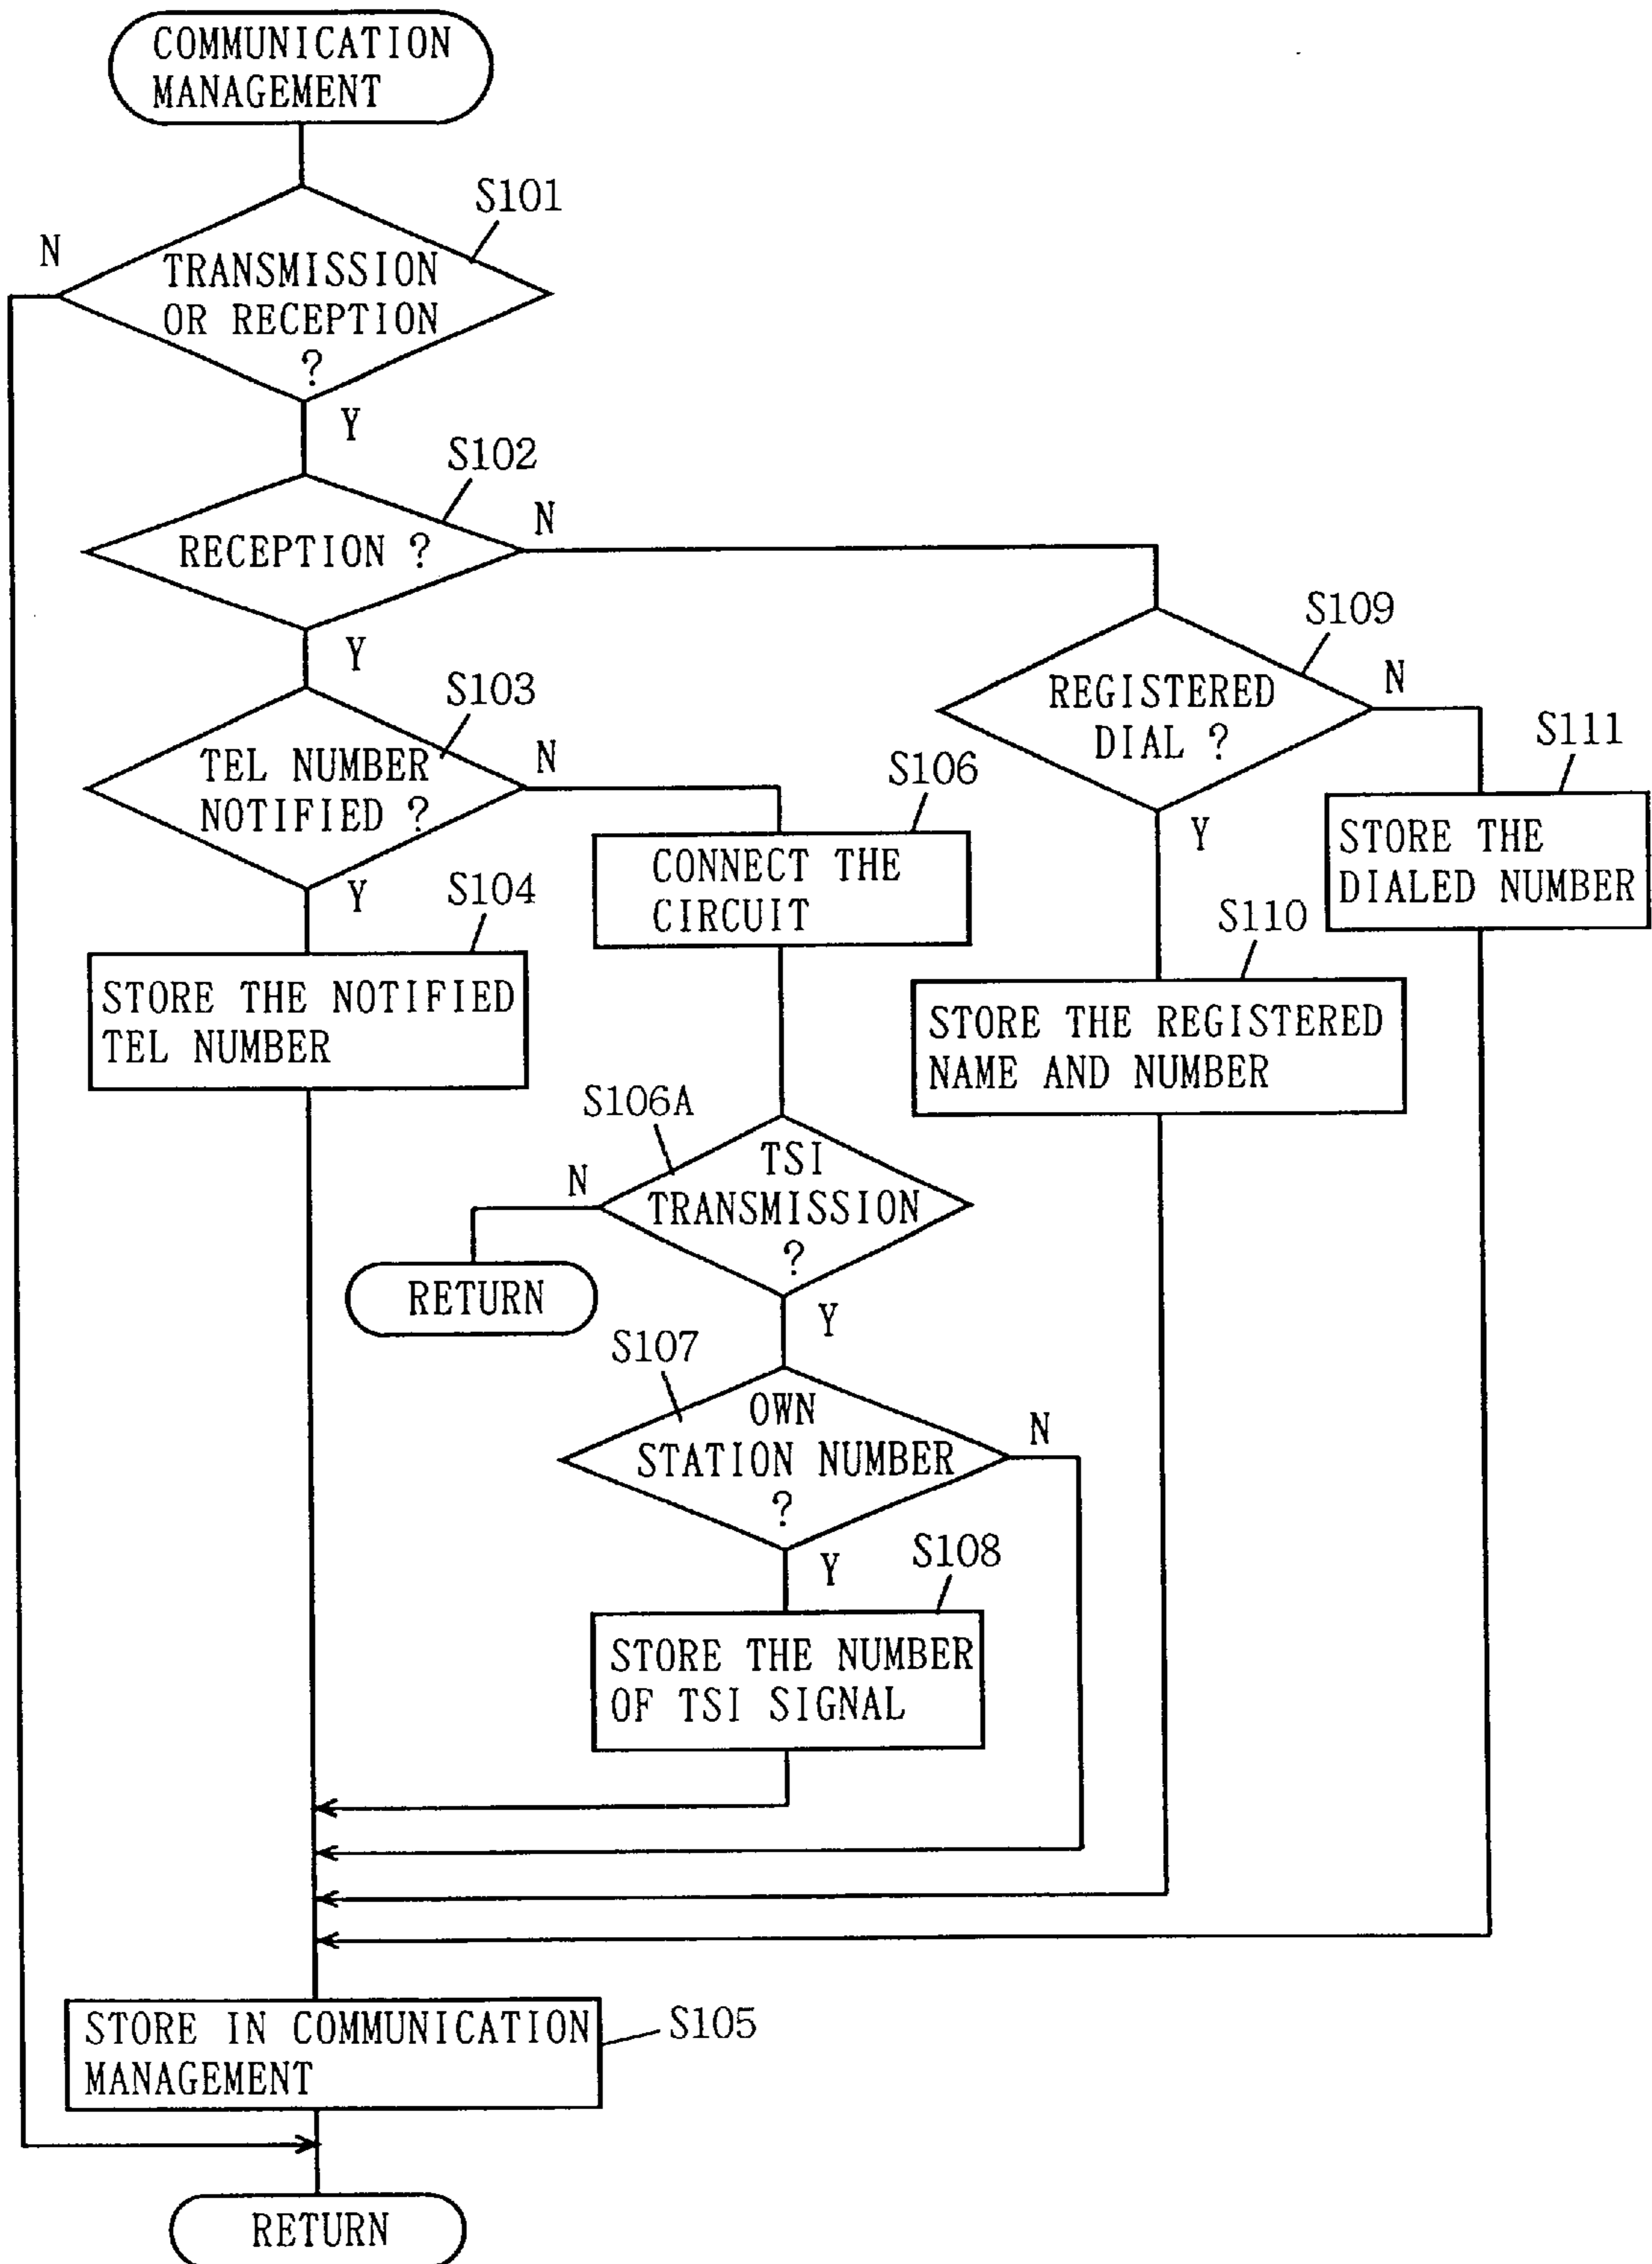 COMMUNICATION
MANAGEMENT
S101
N
TRANSMISSION
OR RECEPTION
?
Y
S102
RECEPTION ?
N
Y
S103
TEL NUMBER
NOTIFIED ?
N
Y
S104
STORE THE NOTIFIED
TEL NUMBER
S106
CONNECT THE
CIRCUIT
S109
REGISTERED
DIAL ?
N
Y
S111
STORE THE
DIALED NUMBER
S110
STORE THE REGISTERED
NAME AND NUMBER
S106A
N
TSI
TRANSMISSION
?
RETURN
Y
S107
OWN
STATION NUMBER
?
N
Y
S108
STORE THE NUMBER
OF TSI SIGNAL
STORE IN COMMUNICATION
MANAGEMENT
S105
RETURN